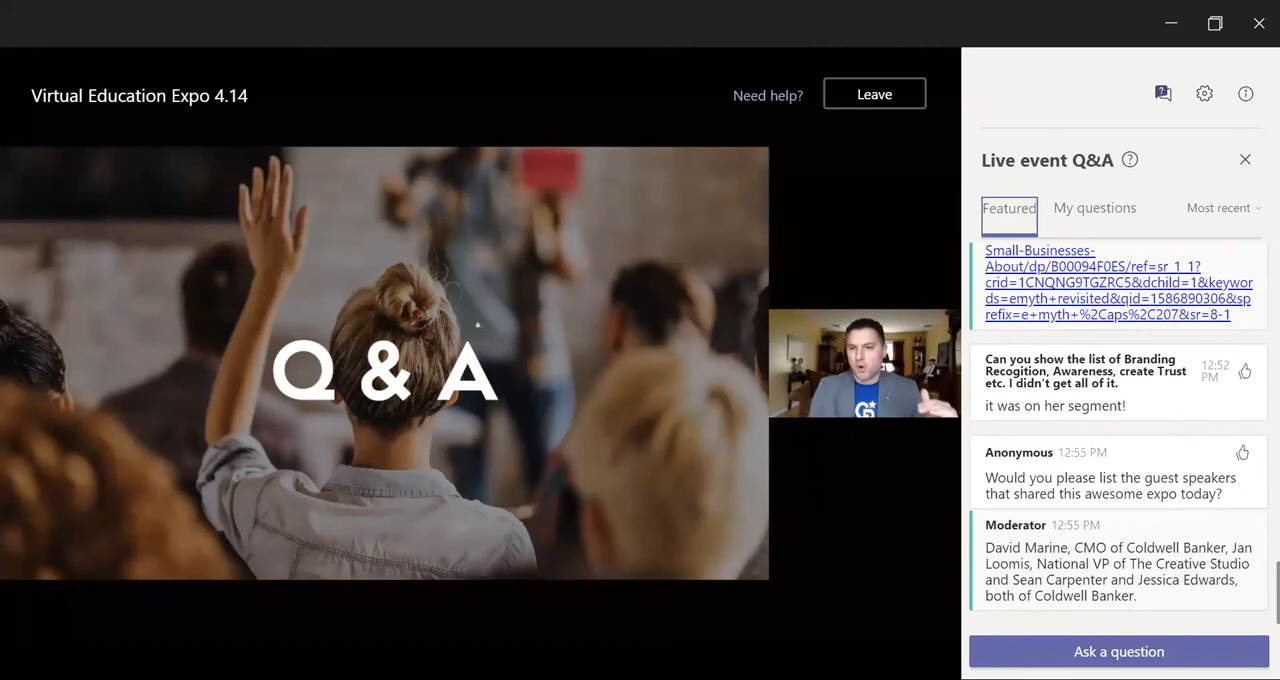 Virtual Education Expo 4.14
Need help?
Leave
Q & A
Live event Q&A
Featured
My questions
Most recent
Small-Businesses-
About/dp/B00094F0ES/ref=sr_1_1?
crid=1CNQNG9TGZRC5&dchild=1&keywor
ds=emyth+revisited&qid=1586890306&sp
refix=e+myth+%2Caps%2C207&sr=8-1
Can you show the list of Branding
Recogition, Awareness, create Trust
etc. I didn't get all of it.
12:52
PM
it was on her segment!
Anonymous 12:55 PM
Would you please list the guest speakers
that shared this awesome expo today?
Moderator 12:55 PM
David Marine, CMO of Coldwell Banker, Jan
Loomis, National VP of The Creative Studio
and Sean Carpenter and Jessica Edwards,
both of Coldwell Banker.
Ask a question